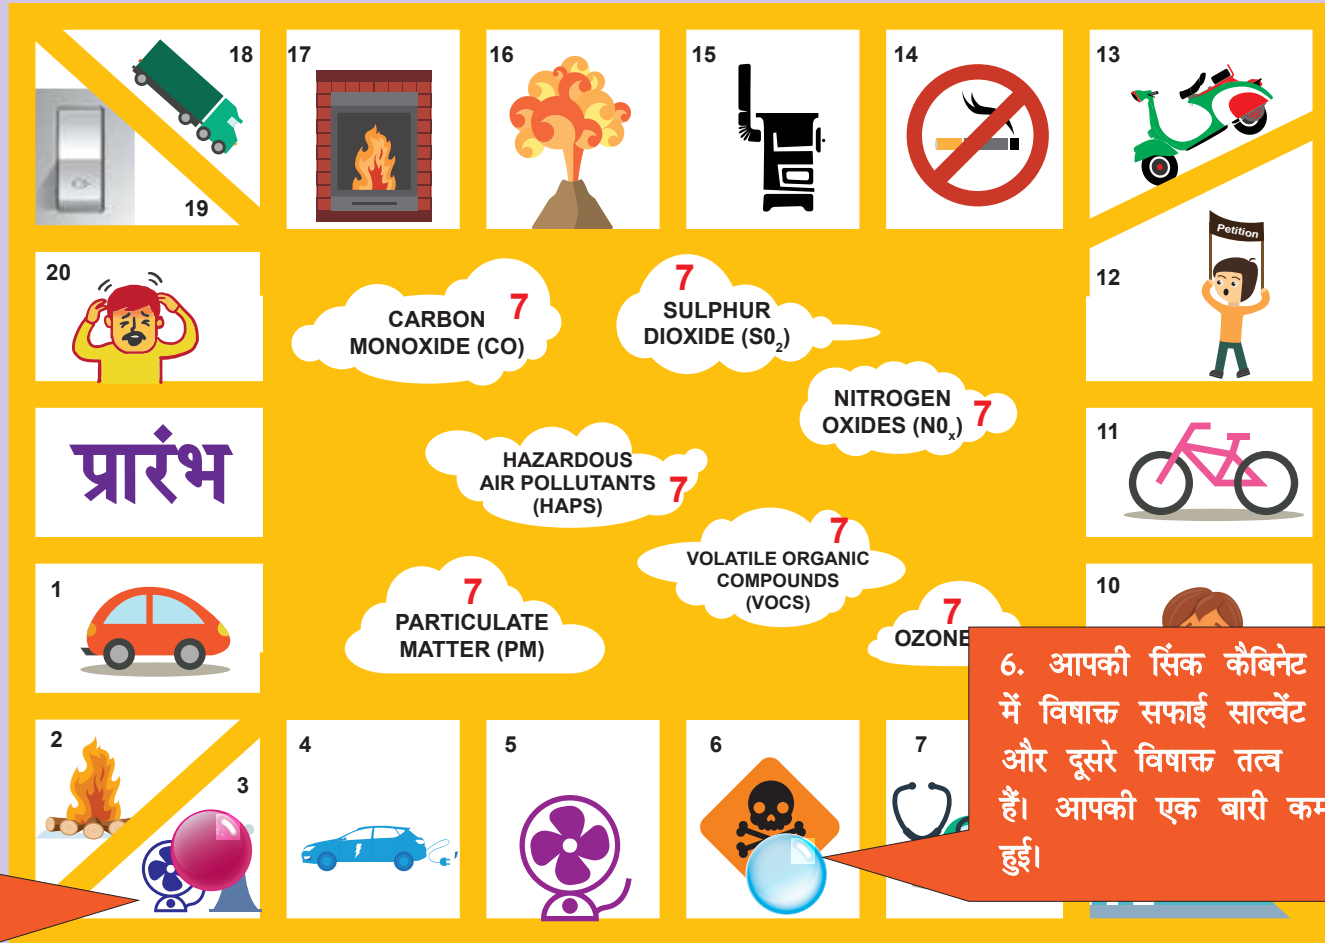 18
17
16
15
14
13
19
Petition
20
12
CARBON
MONOXIDE (CO)
7
7
SULPHUR
DIOXIDE (S0₂)
NITROGEN
OXIDES (N0ₓ)
7
प्रारंभ
HAZARDOUS
AIR POLLUTANTS
(HAPS)
7
11
7
VOLATILE ORGANIC
COMPOUNDS
(VOCS)
1
7
PARTICULATE
MATTER (PM)
7
OZONE
10
6. आपकी सिंक कैबिनेट
में विषाक्त सफाई साल्वेंट
और दूसरे विषाक्त तत्व
हैं। आपकी एक बारी कम
हुई।
2
3
4
5
6
7